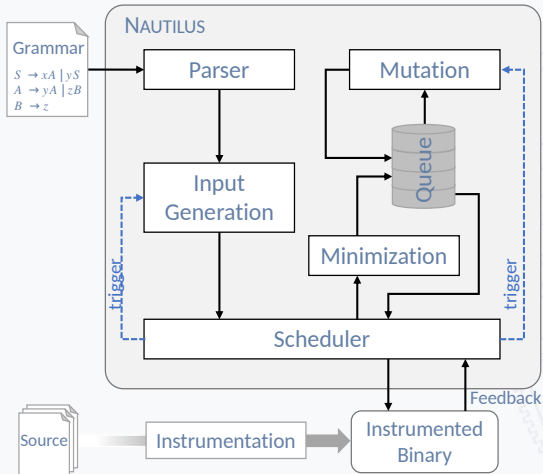 NAUTILUS
Grammar
S → xA | yS
A → yA | zB
B → z
Parser
Mutation
Queue
Input
Generation
Minimization
trigger
trigger
Scheduler
Feedback
Source
Instrumentation
Instrumented
Binary